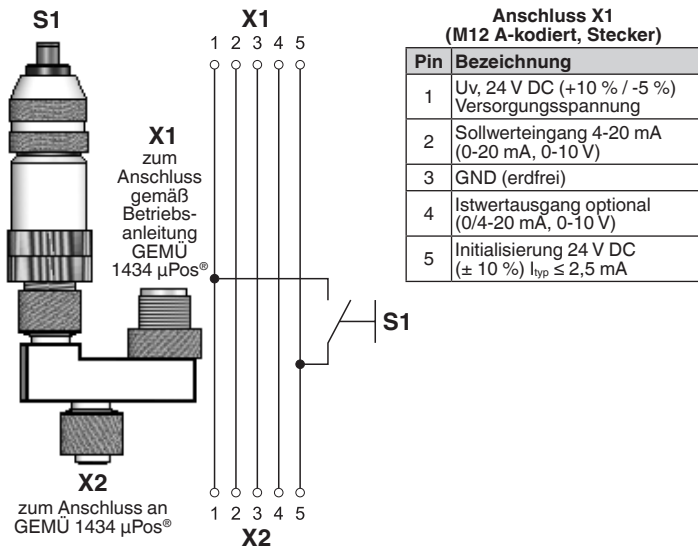 S1
X1
zum
Anschluss
gemäß
Betriebs-
anleitung
GEMÜ
1434 µPos®
X2
zum Anschluss an
GEMÜ 1434 µPos®
X1
1 2 3 4 5
S1
1 2 3 4 5
X2
Anschluss X1
(M12 A-kodiert, Stecker)
Pin Bezeichnung
1 Uv, 24 V DC (+10 % / -5 %)
Versorgungsspannung
2 Sollwerteingang 4-20 mA
(0-20 mA, 0-10 V)
3 GND (erdfrei)
4 Istwertausgang optional
(0/4-20 mA, 0-10 V)
5 Initialisierung 24 V DC
(± 10 %) Ityp ≤ 2,5 mA